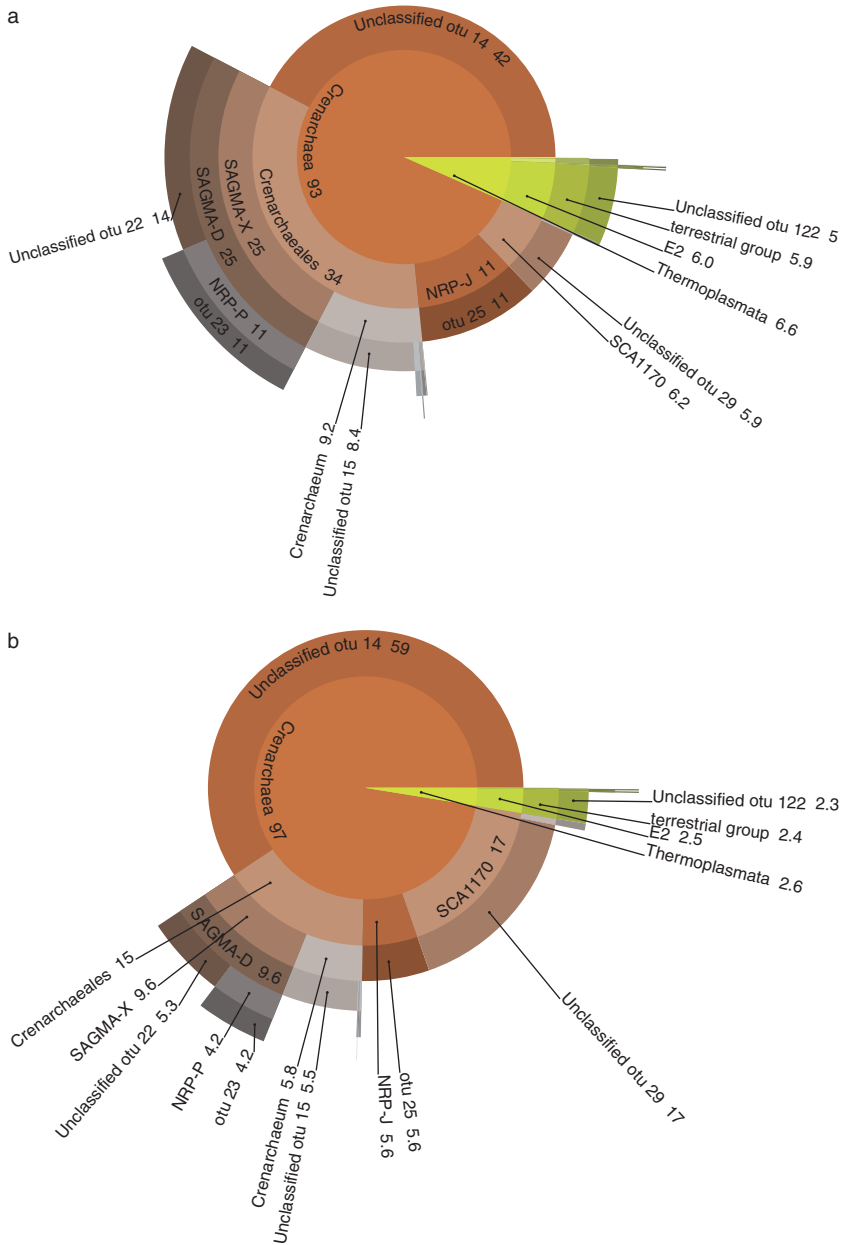 a
Unclassified otu 14 42
Crenarchaea 93
Crenarchaeales 34
SAGMA-X 25
SAGMA-D 25
Unclassified otu 22 14
NRP-P 11
otu 23 11
NRP-J 11
otu 25 11
Unclassified otu 122 5
terrestrial group 5.9
E2 6.0
Thermoplasmata 6.6
Unclassified otu 29 5.9
SCA1170 6.2
Crenarchaeum 9.2
Unclassified otu 15 8.4
b
Unclassified otu 14 59
Crenarchaea 97
Unclassified otu 122 2.3
terrestrial group 2.4
E2 2.5
Thermoplasmata 2.6
SCA1170 17
Unclassified otu 29 17
SAGMA-D 9.6
Crenarchaeales 15
SAGMA-X 9.6
Unclassified otu 22 5.3
NRP-P 4.2
otu 23 4.2
Crenarchaeum 5.8
Unclassified otu 15 5.5
NRP-J 5.6
otu 25 5.6